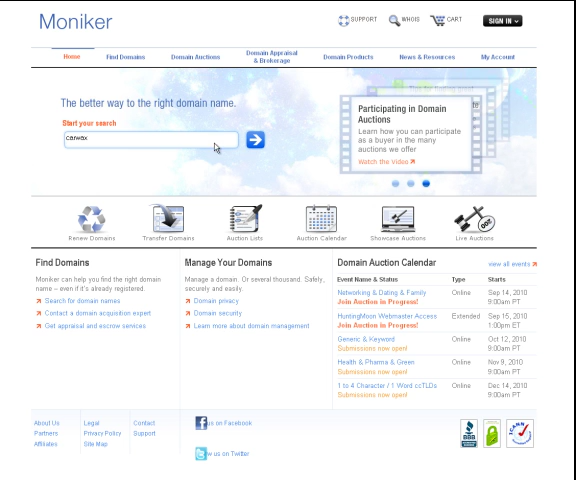 Moniker
SUPPORT WHOIS CART SIGN IN
Home Find Domains Domain Auctions Domain Appraisal & Brokerage Domain Products News & Resources My Account
The better way to the right domain name.
Start your search
carwax
Participating in Domain
Auctions
Learn how you can participate
as a buyer in the many
auctions we offer
Watch the Video
Renew Domains Transfer Domains Auction Lists Auction Calendar Showcase Auctions Live Auctions
Find Domains
Moniker can help you find the right domain
name – even if it's already registered.
Search for domain names
Contact a domain acquisition expert
Get appraisal and escrow services
Manage Your Domains
Manage a domain. Or several thousand. Safely,
securely and easily
Domain privacy
Domain security
Learn more about domain management
Domain Auction Calendar view all events
Event Name & Status Type Starts
Networking & Dating & Family Online Sep 14, 2010
Join Auction in Progress! 9:00am PT
HuntingMoon Webmaster Access Extended Sep 15, 2010
Join Auction in Progress! 1:00pm ET
Generic & Keyword Online Oct 12, 2010
Submissions now open! 9:00am PT
Health & Pharma & Green Online Nov 9, 2010
Submissions now open! 9:00am PT
1 to 4 Character / 1 Word ccTLDs Online Dec 14, 2010
Submissions now open! 9:00am PT
About Us Legal Contact
Partners Privacy Policy Support
Affiliates Site Map
us on Facebook
w us on Twitter
BBB
ICANN